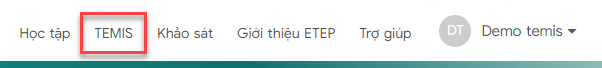 Học tập TEMIS Khảo sát Giới thiệu ETEP Trợ giúp DT Demo temis